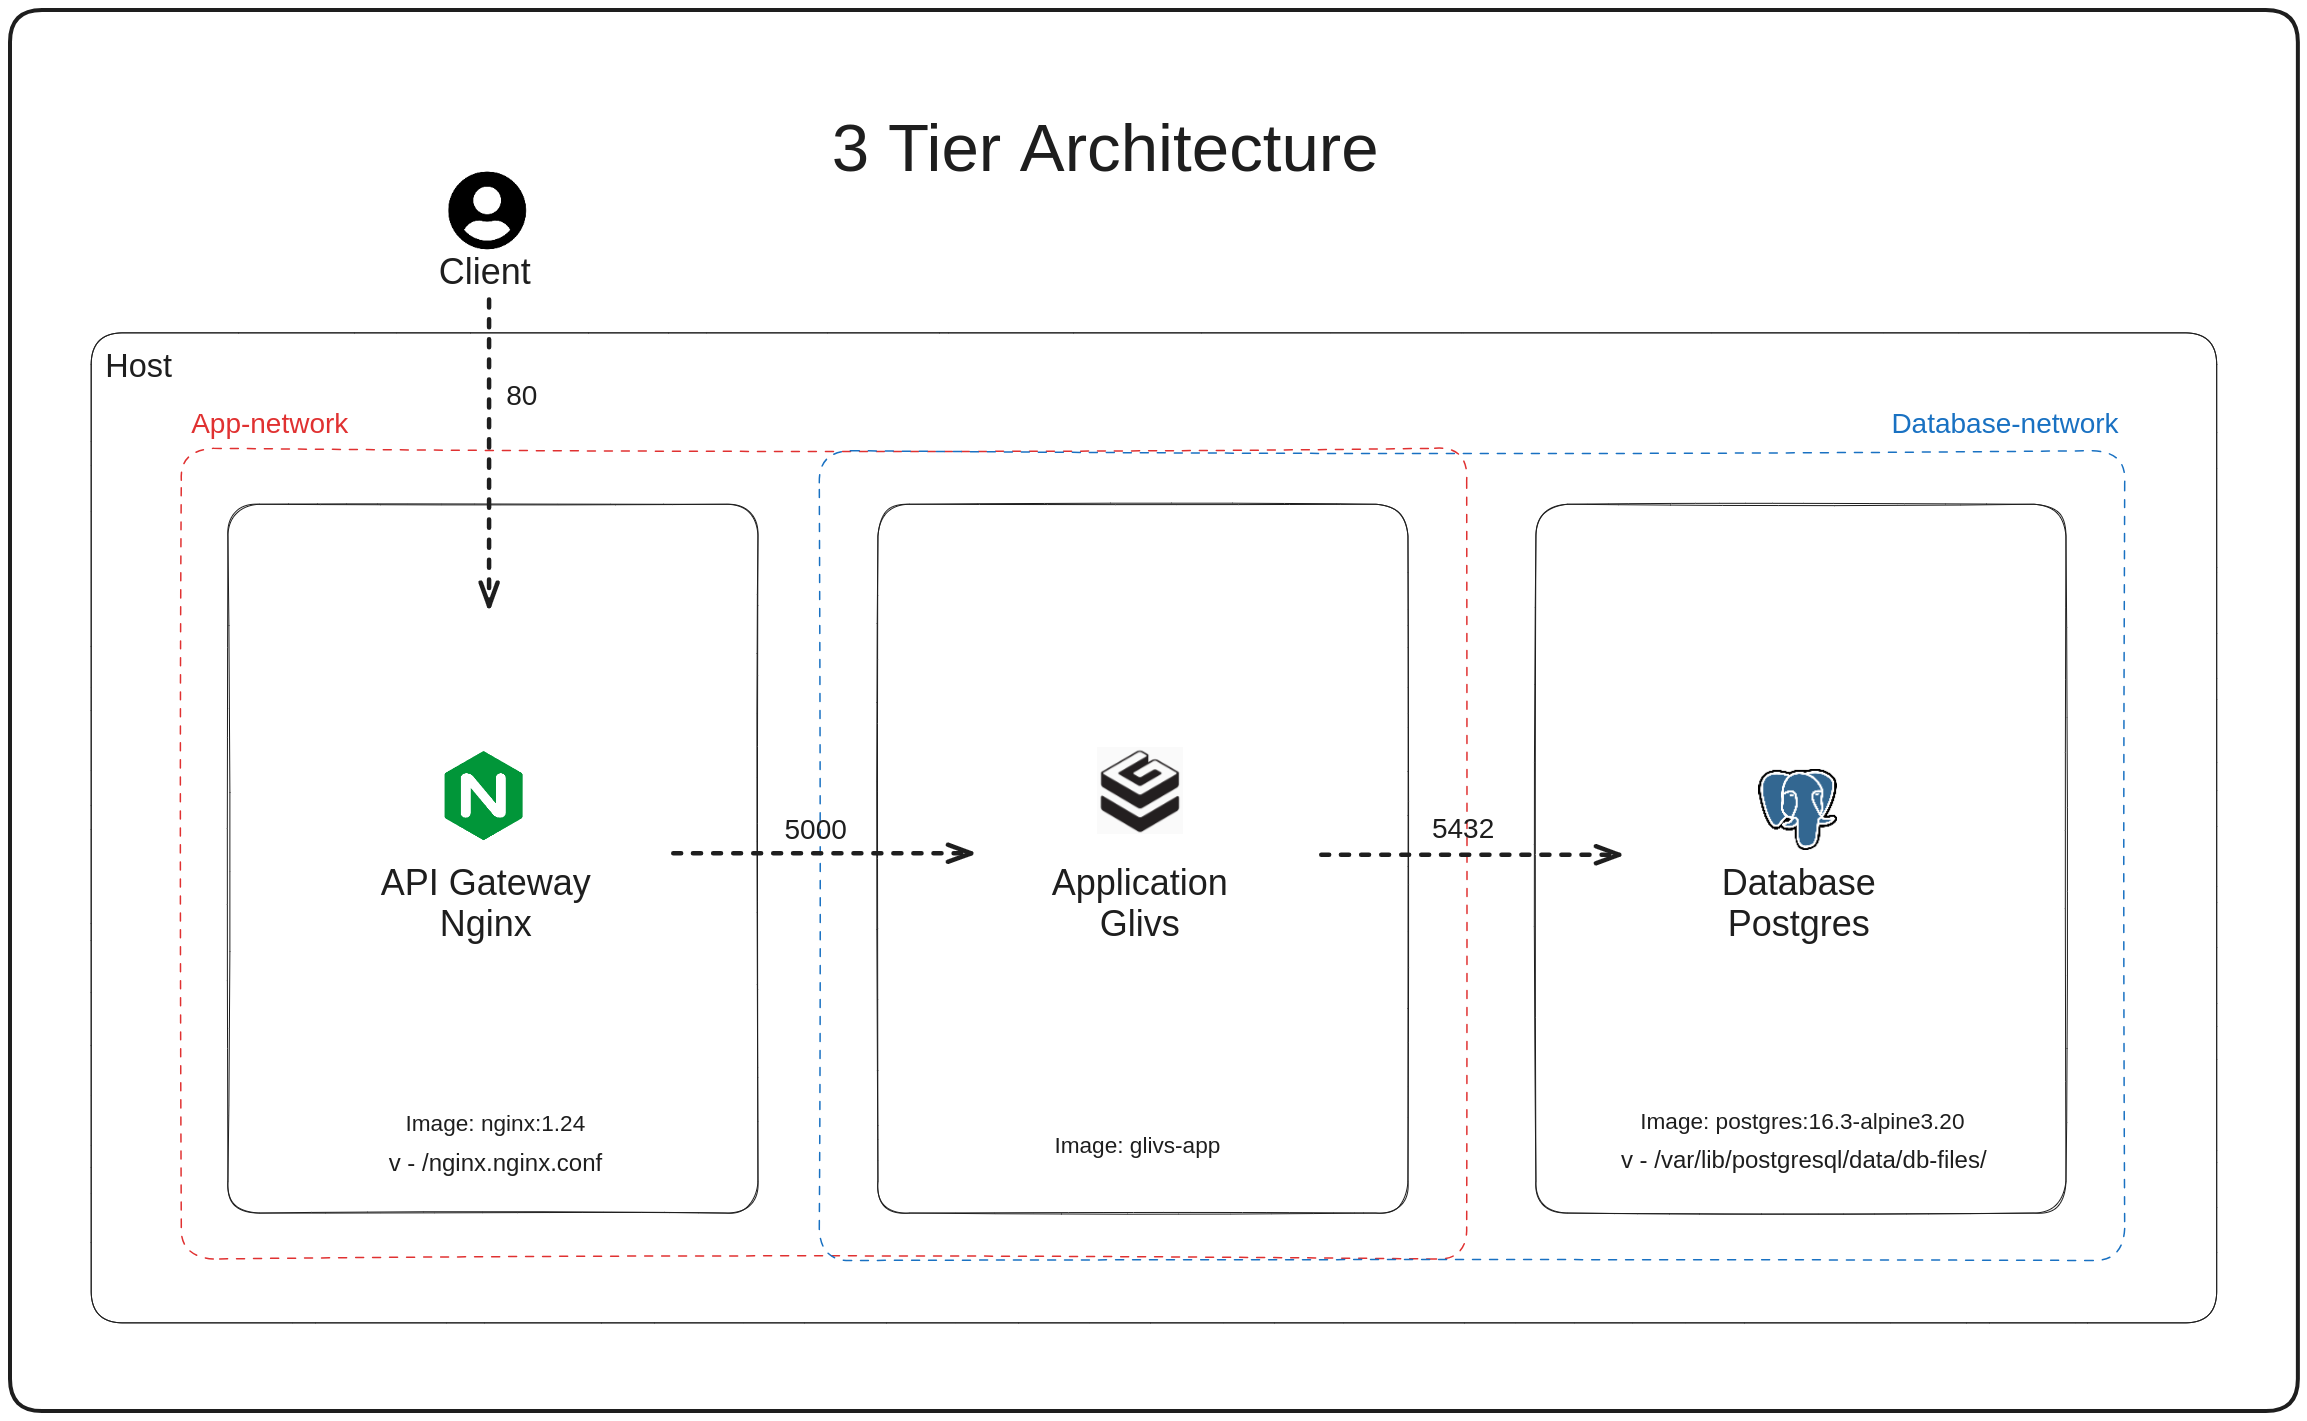 3 Tier Architecture
Client
Host
80
App-network
Database-network
5000
5432
API Gateway
Nginx
Application
Glivs
Database
Postgres
Image: nginx:1.24
v - /nginx.nginx.conf
Image: glivs-app
Image: postgres:16.3-alpine3.20
v - /var/lib/postgresql/data/db-files/